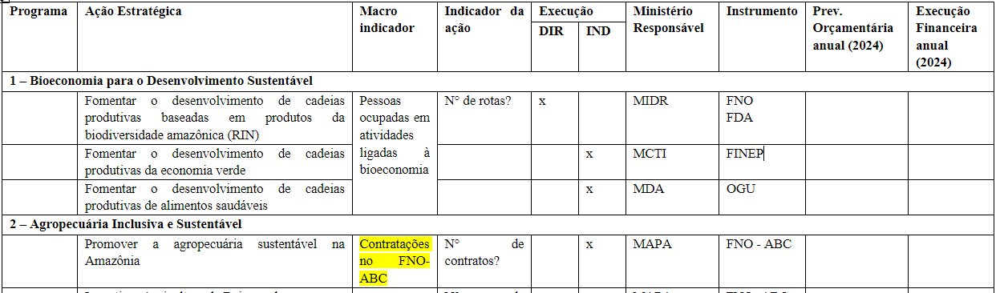 Programa Ação Estratégica Macro indicador Indicador da ação Execução Ministério Responsável Instrumento Prev. Orçamentária anual (2024) Execução Financeira anual (2024)
DIR IND
1 – Bioeconomia para o Desenvolvimento Sustentável
Fomentar o desenvolvimento de cadeias produtivas baseadas em produtos da biodiversidade amazônica (RIN) Pessoas ocupadas em atividades ligadas à bioeconomia N° de rotas? x MIDR FNO FDA
Fomentar o desenvolvimento de cadeias produtivas da economia verde x MCTI FINEP
Fomentar o desenvolvimento de cadeias produtivas de alimentos saudáveis x MDA OGU
2 – Agropecuária Inclusiva e Sustentável
Promover a agropecuária sustentável na Amazônia Contratações no FNO-ABC N° de contratos? x MAPA FNO - ABC